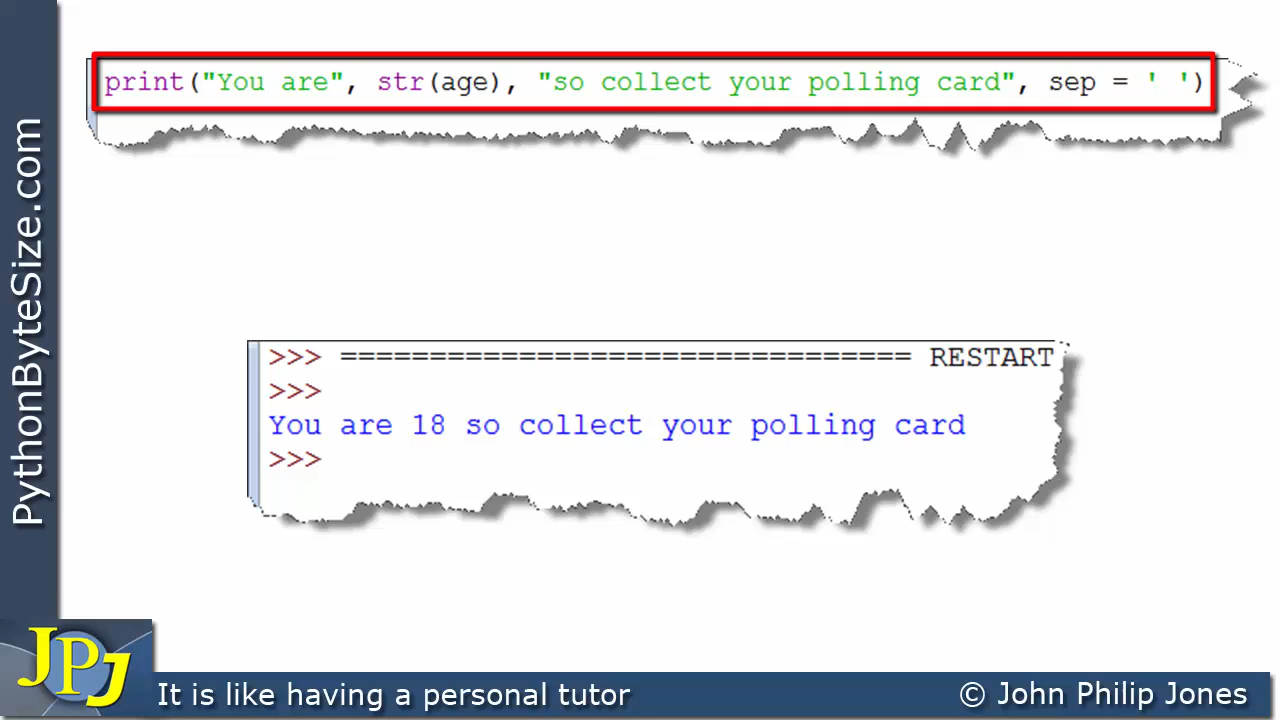 print("You are", str(age), "so collect your polling card", sep = ' ')
>>> ================================ RESTART
>>>
You are 18 so collect your polling card
>>>
PythonByteSize.com
JPJ
It is like having a personal tutor
© John Philip Jones